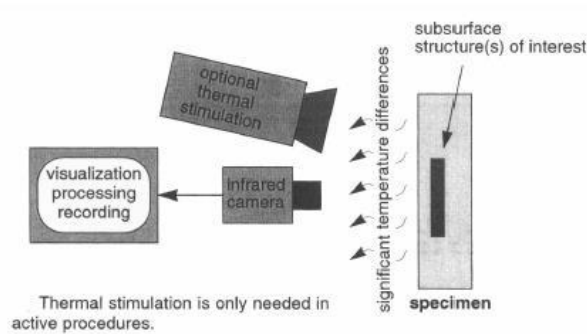 subsurface
structure(s) of interest
optional
thermal
stimulation
significant temperature differences
visualization
processing
recording
infrared
camera
Thermal stimulation is only needed in
active procedures.
specimen